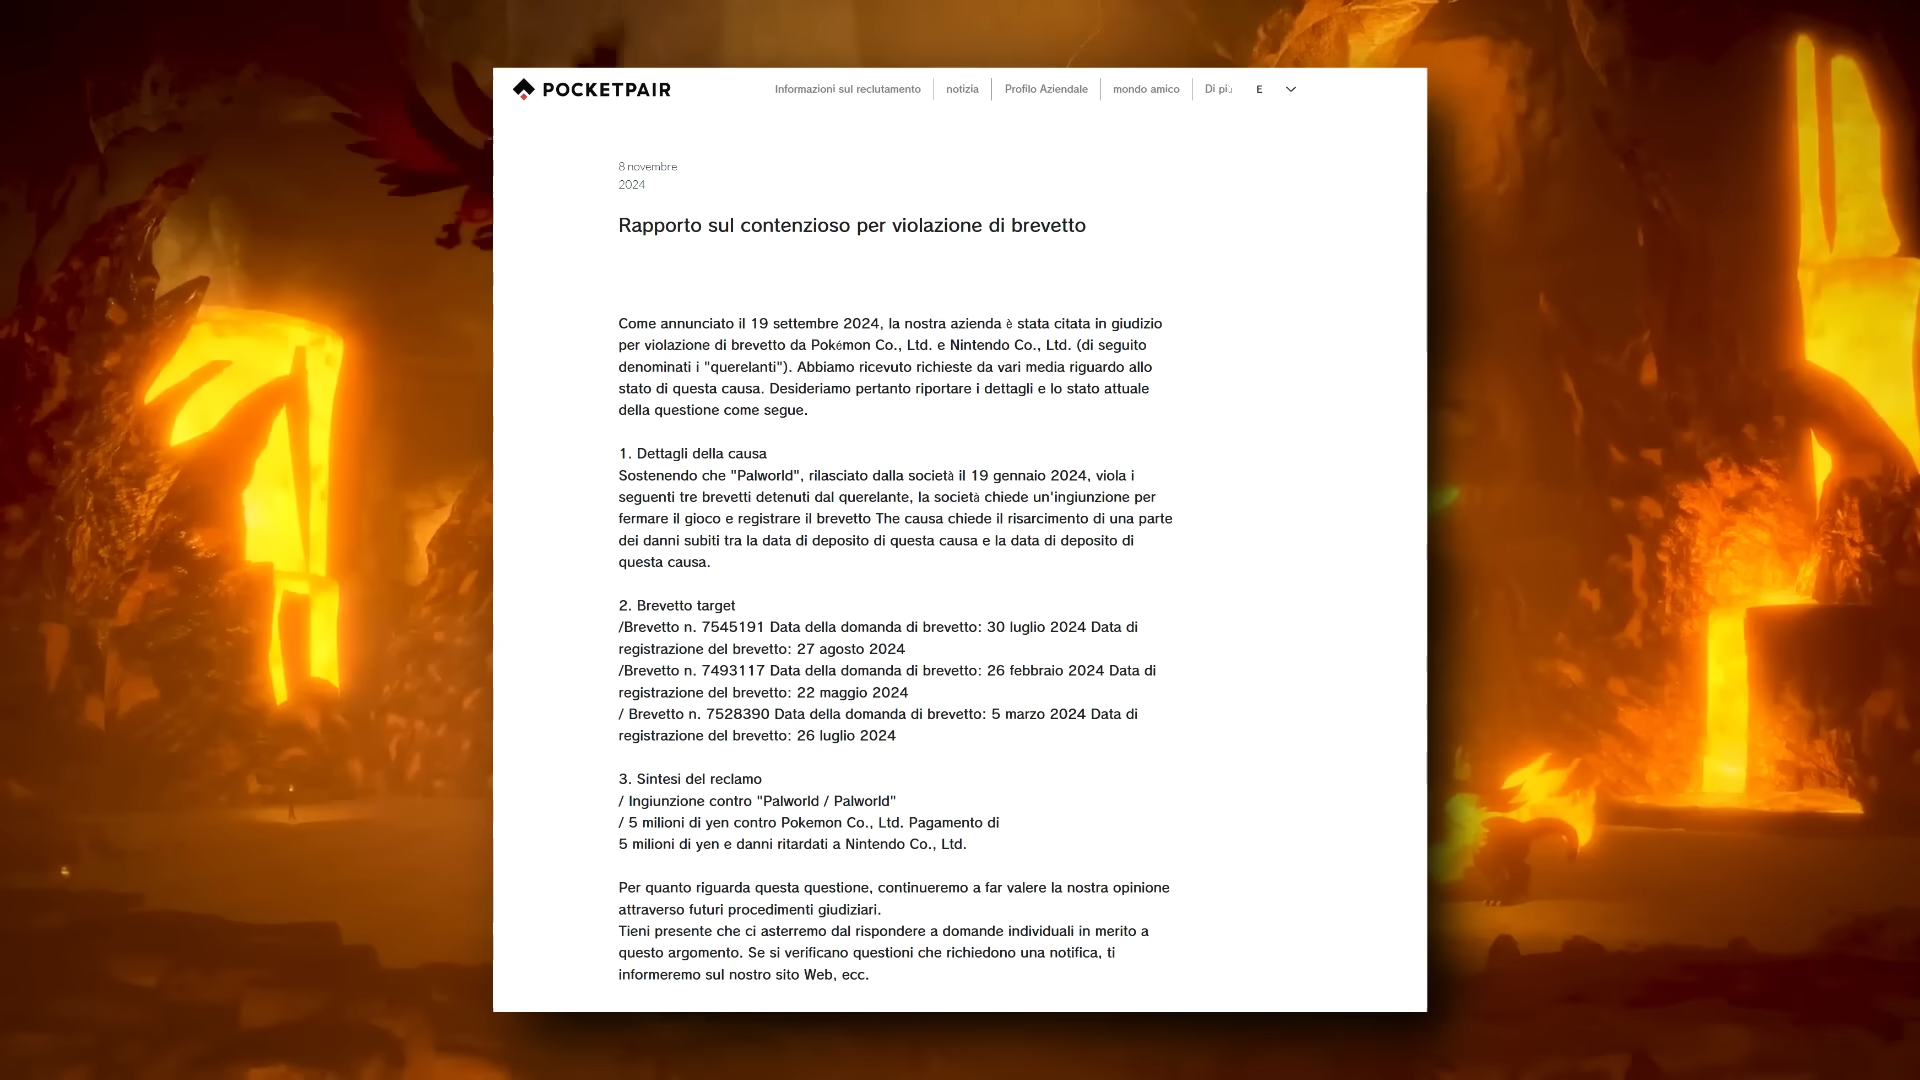 POCKETPAIR
Informazioni sul reclutamento
notizia
Profilo Aziendale
mondo amico
Di più
E
8 novembre
2024
Rapporto sul contenzioso per violazione di brevetto
Come annunciato il 19 settembre 2024, la nostra azienda è stata citata in giudizio
per violazione di brevetto da Pokémon Co., Ltd. e Nintendo Co., Ltd. (di seguito
denominati i "querelanti"). Abbiamo ricevuto richieste da vari media riguardo allo
stato di questa causa. Desideriamo pertanto riportare i dettagli e lo stato attuale
della questione come segue.
1. Dettagli della causa
Sostenendo che "Palworld", rilasciato dalla società il 19 gennaio 2024, viola i
seguenti tre brevetti detenuti dal querelante, la società chiede un'ingiunzione per
fermare il gioco e registrare il brevetto The causa chiede il risarcimento di una parte
dei danni subiti tra la data di deposito di questa causa e la data di deposito di
questa causa.
2. Brevetto target
/Brevetto n. 7545191 Data della domanda di brevetto: 30 luglio 2024 Data di
registrazione del brevetto: 27 agosto 2024
/Brevetto n. 7493117 Data della domanda di brevetto: 26 febbraio 2024 Data di
registrazione del brevetto: 22 maggio 2024
/ Brevetto n. 7528390 Data della domanda di brevetto: 5 marzo 2024 Data di
registrazione del brevetto: 26 luglio 2024
3. Sintesi del reclamo
/ Ingiunzione contro "Palworld / Palworld"
/ 5 milioni di yen contro Pokemon Co., Ltd. Pagamento di
5 milioni di yen e danni ritardati a Nintendo Co., Ltd.
Per quanto riguarda questa questione, continueremo a far valere la nostra opinione
attraverso futuri procedimenti giudiziari.
Tieni presente che ci asterremo dal rispondere a domande individuali in merito a
questo argomento. Se si verificano questioni che richiedono una notifica, ti
informeremo sul nostro sito Web, ecc.